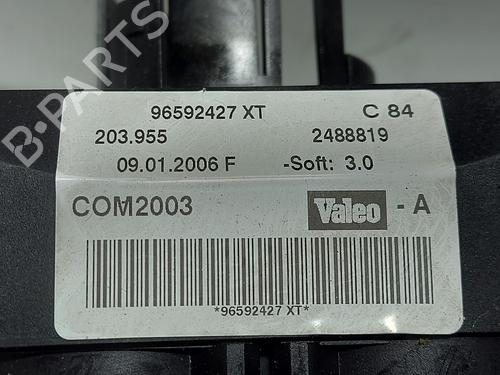 B-PARTS
96592427 XT C 84
203.955 2488819
09.01.2006 F -Soft: 3.0
COM2003 Valeo - A
*96592427 XT*